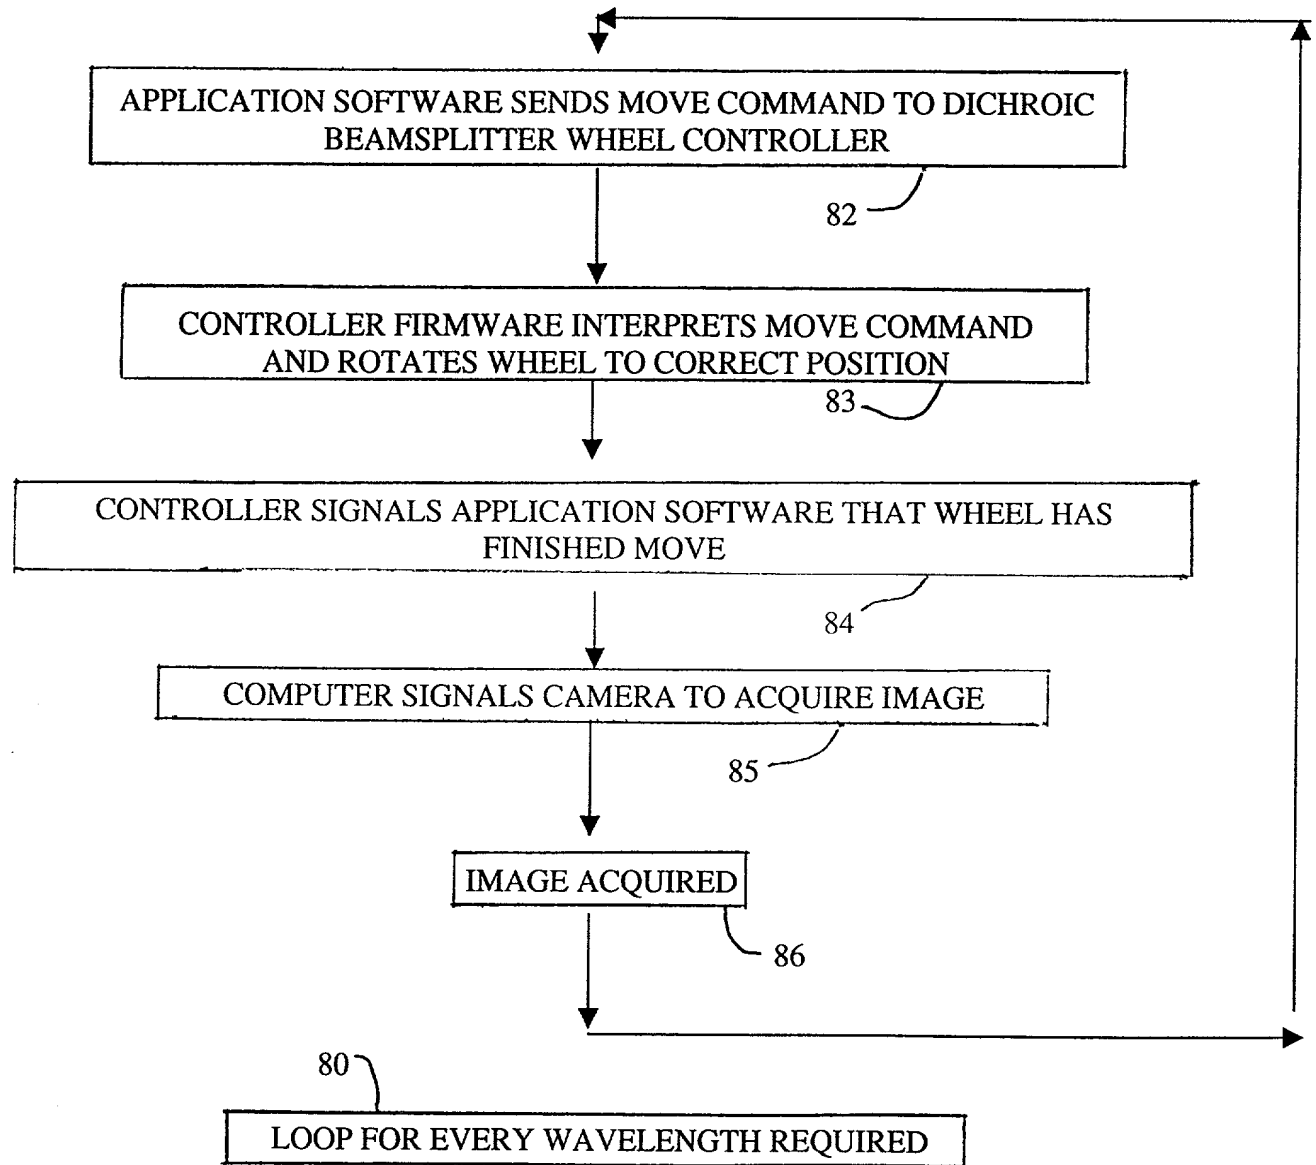 APPLICATION SOFTWARE SENDS MOVE COMMAND TO DICHROIC
BEAMSPLITTER WHEEL CONTROLLER
82
CONTROLLER FIRMWARE INTERPRETS MOVE COMMAND
AND ROTATES WHEEL TO CORRECT POSITION
83
CONTROLLER SIGNALS APPLICATION SOFTWARE THAT WHEEL HAS
FINISHED MOVE
84
COMPUTER SIGNALS CAMERA TO ACQUIRE IMAGE
85
IMAGE ACQUIRED
86
80
LOOP FOR EVERY WAVELENGTH REQUIRED